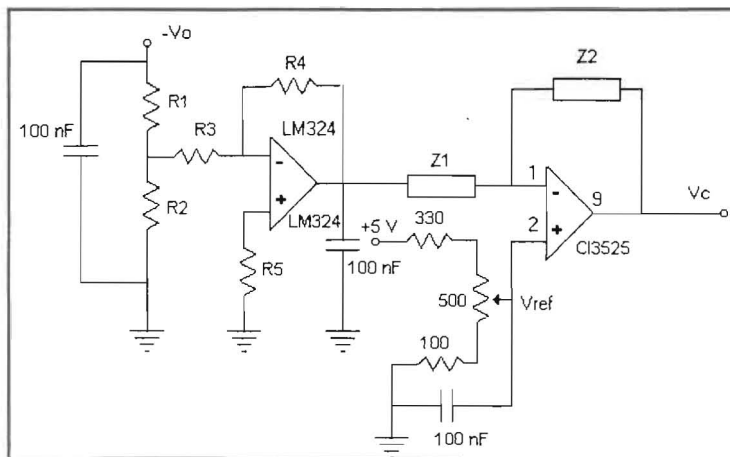 -Vo
R1
100 nF
R2
R3
R4
LM324
-
+
LM324
R5
100 nF
Z1
Z2
1
-
2
+
9
CI3525
Vc
+5 V
330
500
Vref
100
100 nF